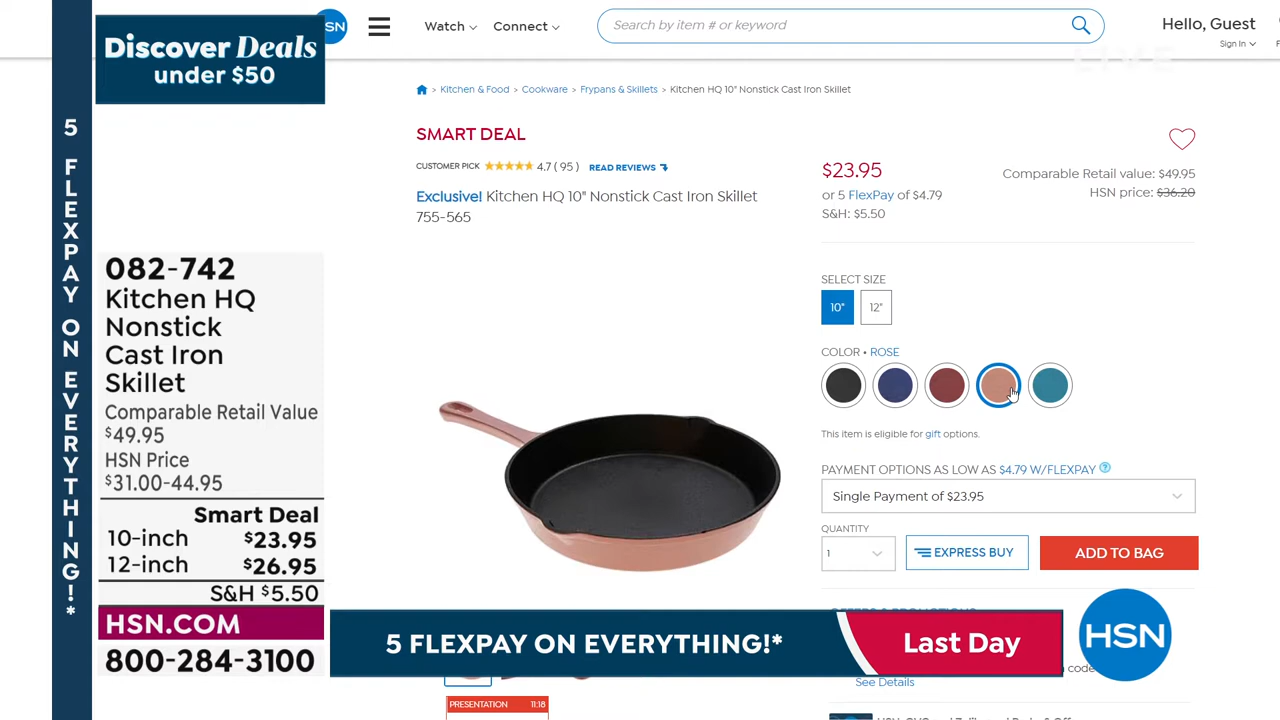 Discover Deals
under $50
SN
Watch
Connect
Search by item # or keyword
Hello, Guest
Sign In
LIVE
5 FLEXPAY ON EVERYTHING!*
> Kitchen & Food > Cookware > Frypans & Skillets > Kitchen HQ 10" Nonstick Cast Iron Skillet
SMART DEAL
CUSTOMER PICK 4.7 ( 95 ) READ REVIEWS
Exclusive! Kitchen HQ 10" Nonstick Cast Iron Skillet
755-565
$23.95
or 5 FlexPay of $4.79
S&H: $5.50
Comparable Retail value: $49.95
HSN price: $36.20
SELECT SIZE
10"
12"
COLOR • ROSE
This item is eligible for gift options.
PAYMENT OPTIONS AS LOW AS $4.79 W/FLEXPAY ?
Single Payment of $23.95
QUANTITY
1
EXPRESS BUY
ADD TO BAG
082-742
Kitchen HQ
Nonstick
Cast Iron
Skillet
Comparable Retail Value
$49.95
HSN Price
$31.00-44.95
Smart Deal
10-inch $23.95
12-inch $26.95
S&H $5.50
HSN.COM
800-284-3100
5 FLEXPAY ON EVERYTHING!*
Last Day
HSN
code
See Details
PRESENTATION 11:18